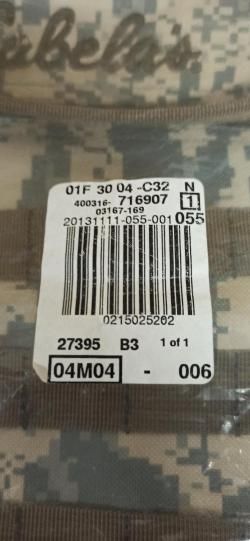 Cabela's
01F 30 04 -C32 N
400316- 716907 1
03167-169
20131111-055-001 055
0215025202
27395 B3 1 of 1
04M04 - 006